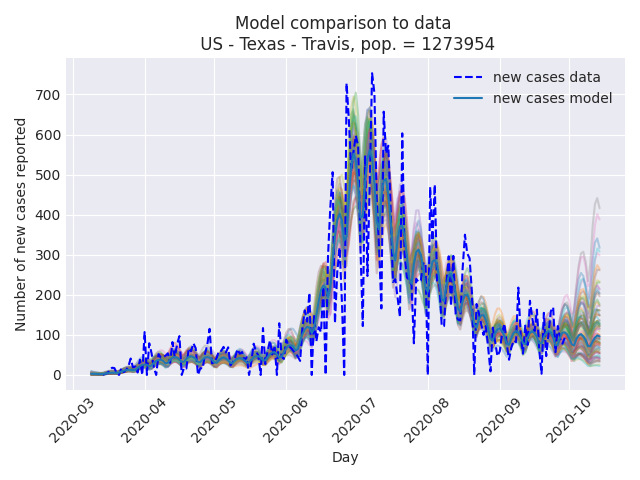 Model comparison to data
US - Texas - Travis, pop. = 1273954
new cases data
new cases model
Number of new cases reported
700
600
500
400
300
200
100
0
2020-03
2020-04
2020-05
2020-06
2020-07
2020-08
2020-09
2020-10
Day